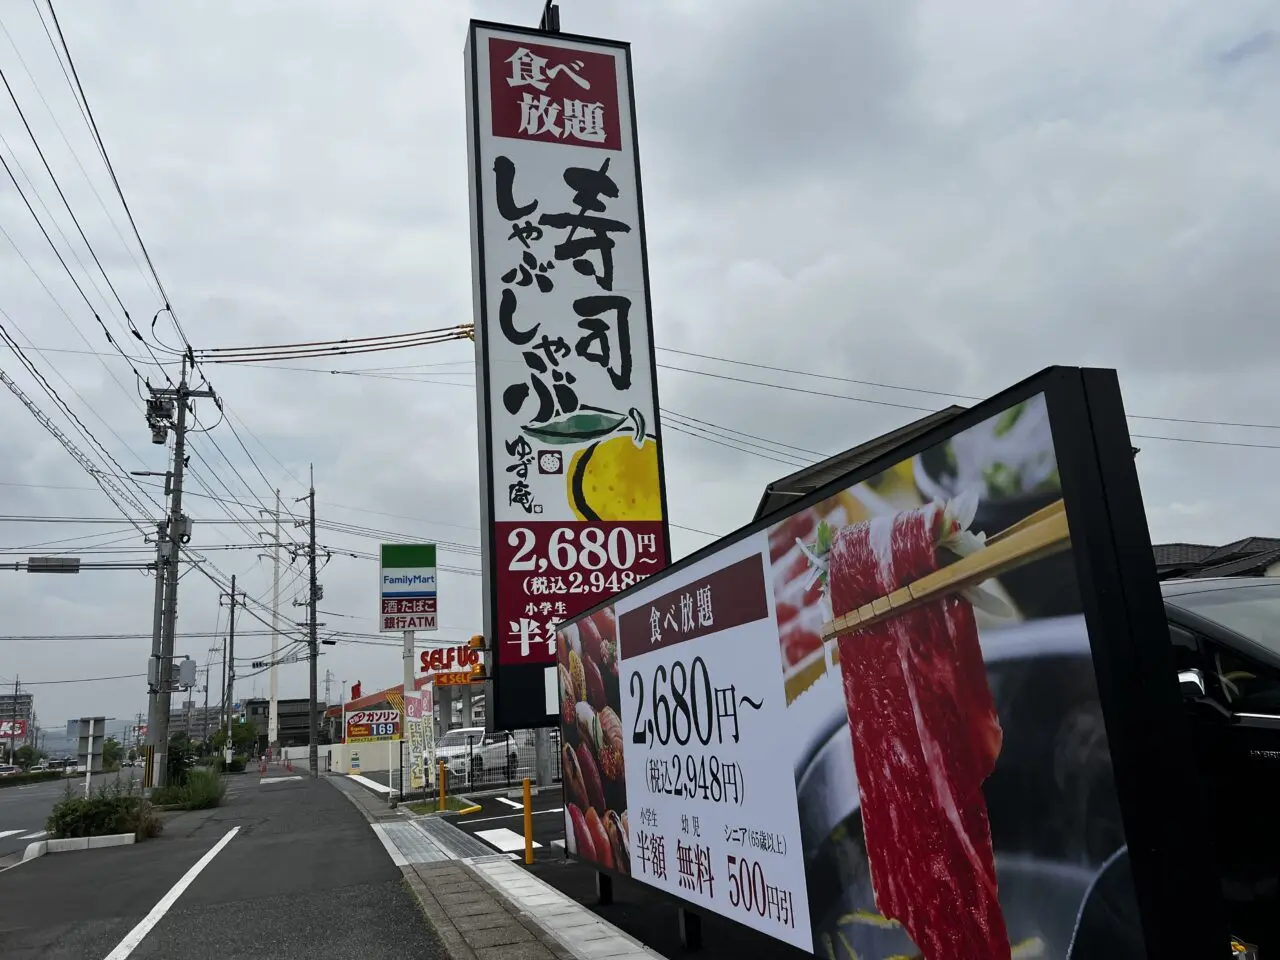 食べ
放題
寿司
しゃぶしゃぶ
ゆず庵
2,680円～
(税込2,948円
小学生
半額
FamilyMart
酒・たばこ
銀行ATM
SELF
ガソリン
169
食べ放題
2,680円～
(税込2,948円)
小学生 幼児 シニア(65歳以上)
半額 無料 500円引